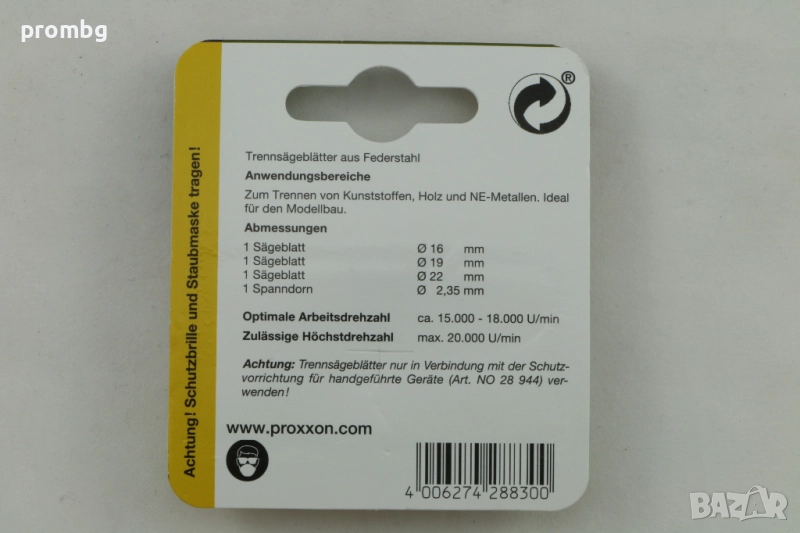 prombg
®
Trennsägeblätter aus Federstahl
Anwendungsbereiche
Zum Trennen von Kunststoffen, Holz und NE-Metallen. Ideal
für den Modellbau.
Abmessungen
1 Sägeblatt Ø 16 mm
1 Sägeblatt Ø 19 mm
1 Sägeblatt Ø 22 mm
1 Spanndorn Ø 2,35 mm
Optimale Arbeitsdrehzahl ca. 15.000 - 18.000 U/min
Zulässige Höchstdrehzahl max. 20.000 U/min
Achtung: Trennsägeblätter nur in Verbindung mit der Schutz-
vorrichtung für handgeführte Geräte (Art. NO 28 944) ver-
wenden!
www.proxxon.com
4 006274 288300
Achtung! Schutzbrille und Staubmaske tragen!
BAZAR